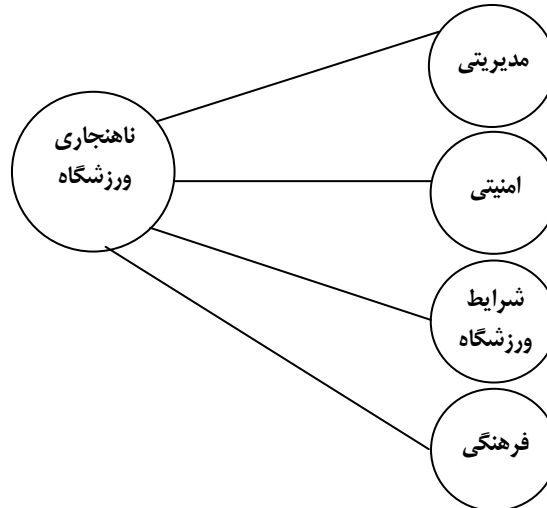 مدیریتی
ناهنجاری
ورزشگاه
امنیتی
شرایط
ورزشگاه
فرهنگی